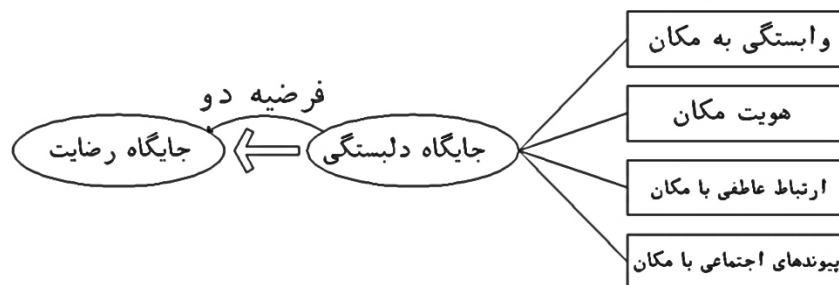 وابستگی به مکان
فرضیه دو
هویت مکان
جایگاه دلبستگی
جایگاه رضایت
ارتباط عاطفی با مکان
پیوندهای اجتماعی با مکان